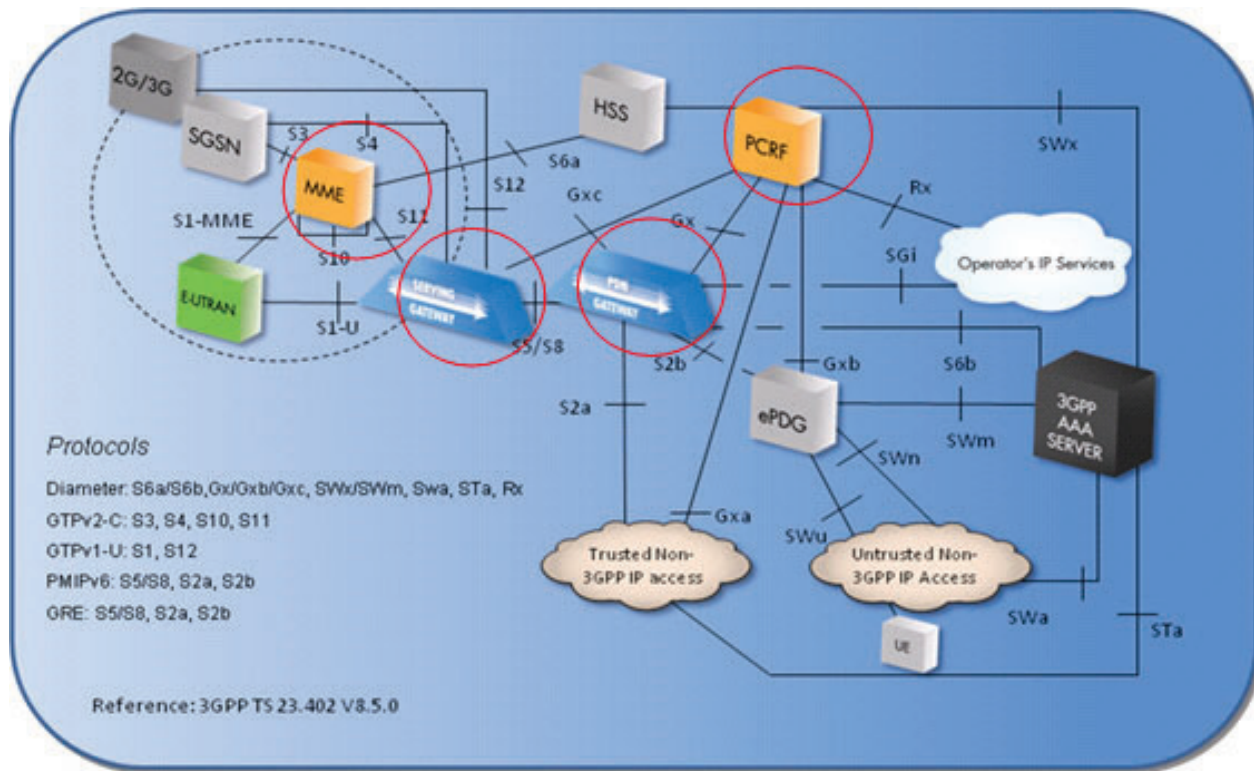 2G/3G
SGSN
HSS
PCRF
MME
S3
S4
S6a
S12
SWx
Gxc
Rx
S1-MME
S11
S10
Gx
SGi
Operator's IP Services
E-UTRAN
SERVING
GATEWAY
PDN
GATEWAY
S1-U
S5/S8
S2b
Gxb
S6b
S2a
ePDG
3GPP
AAA
SERVER
SWm
SWn
Protocols
Diameter: S6a/S6b,Gx/Gxb/Gxc, SWx/SWm, Swa, STa, Rx
GTPv2-C: S3, S4, S10, S11
GTPv1-U: S1, S12
PMIPv6: S5/S8, S2a, S2b
GRE: S5/S8, S2a, S2b
Gxa
SWu
Trusted Non-
3GPP IP access
Untrusted Non-
3GPP IP Access
SWa
STa
UE
Reference: 3GPP TS 23.402 V8.5.0